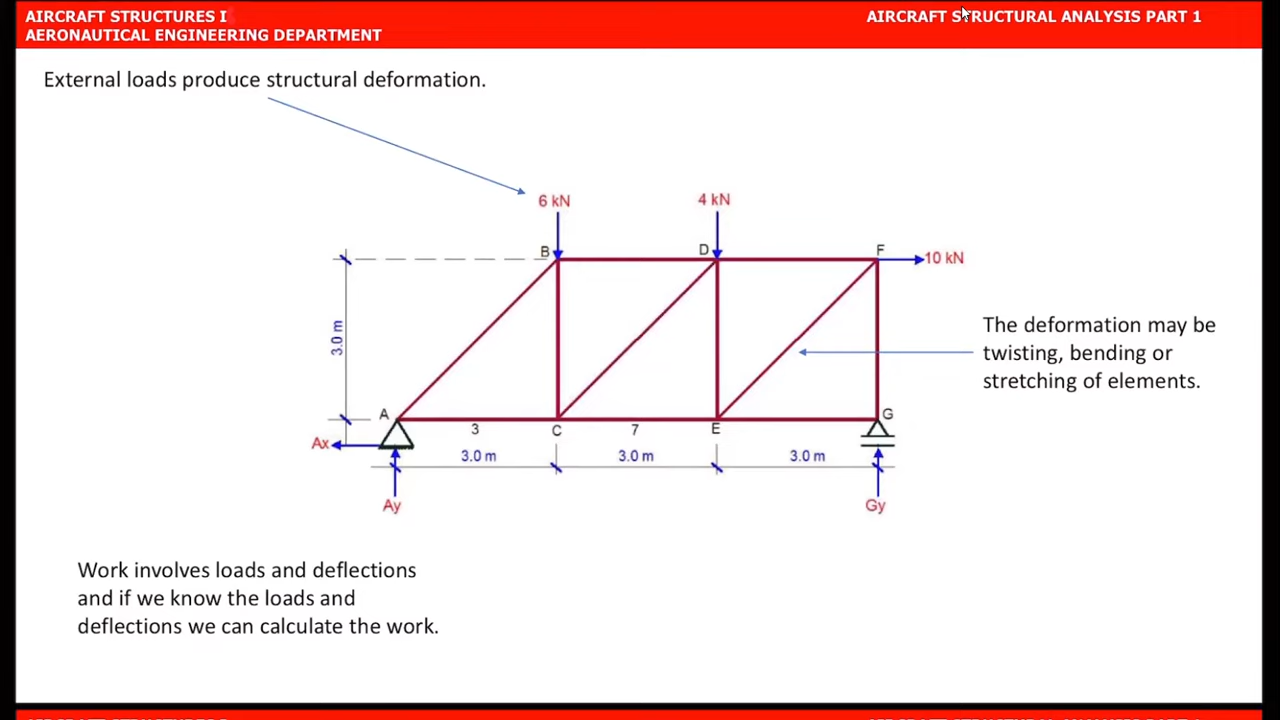 AIRCRAFT STRUCTURES I
AIRCRAFT STRUCTURAL ANALYSIS PART 1
AERONAUTICAL ENGINEERING DEPARTMENT
External loads produce structural deformation.
6 kN
4 kN
B
D
F
10 kN
3.0 m
The deformation may be
twisting, bending or
stretching of elements.
A
G
3
C
7
E
Ax
3.0 m
3.0 m
3.0 m
Ay
Gy
Work involves loads and deflections
and if we know the loads and
deflections we can calculate the work.